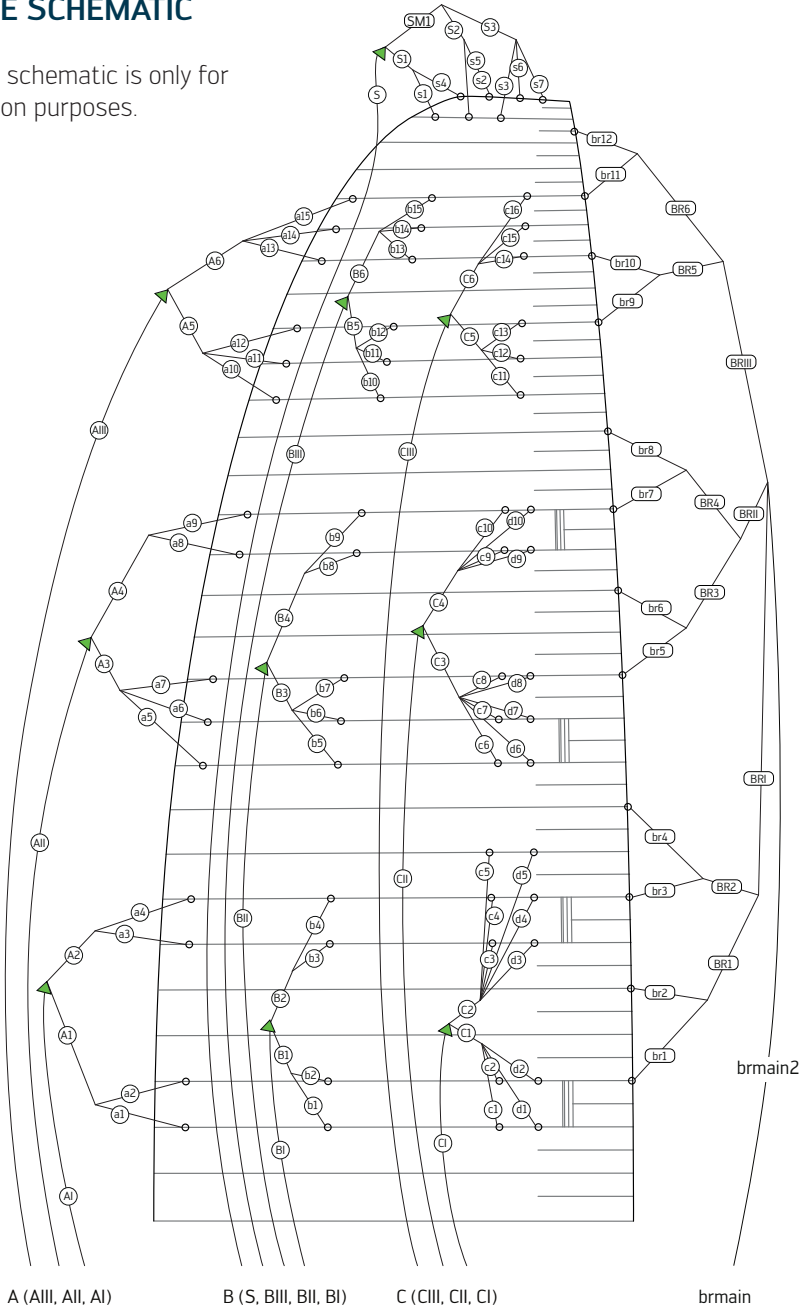 E SCHEMATIC
schematic is only for
on purposes.
SM1
S2
S3
S1
s5
s6
S
s4
s1
s2
s3
s7
br12
br11
a15
b15
c16
BR6
a14
b14
c15
a13
b13
A6
c14
br10
BR5
B6
C6
br9
A5
B5
b12
C5
c13
a12
b11
c12
BRIII
a11
a10
b10
c11
AIII
BIII
CIII
br8
br7
BR4
BRII
a9
c10
d10
a8
b9
c9
d9
b8
A4
C4
BR3
B4
br6
A3
C3
br5
a7
B3
b7
c8
d8
a6
b6
c7
d7
a5
b5
c6
d6
BRI
AII
br4
CII
c5
d5
br3
BR2
a4
BII
c4
d4
a3
b4
A2
b3
c3
d3
BR1
B2
br2
C2
A1
C1
B1
br1
b2
c2
d2
brmain2
a2
a1
b1
c1
d1
BI
CI
AI
A (AIII, AII, AI)
B (S, BIII, BII, BI)
C (CIII, CII, CI)
brmain